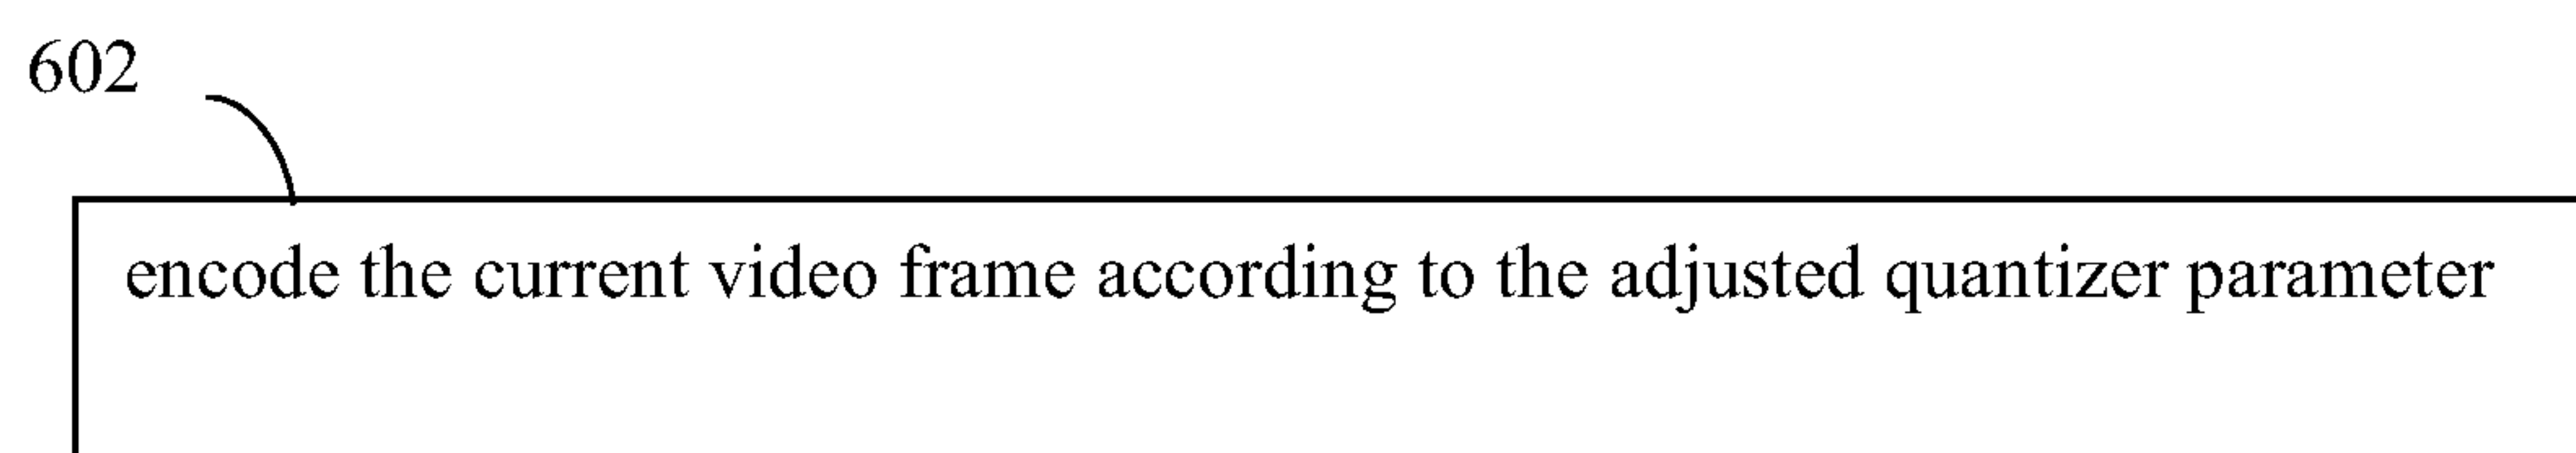 602
encode the current video frame according to the adjusted quantizer parameter